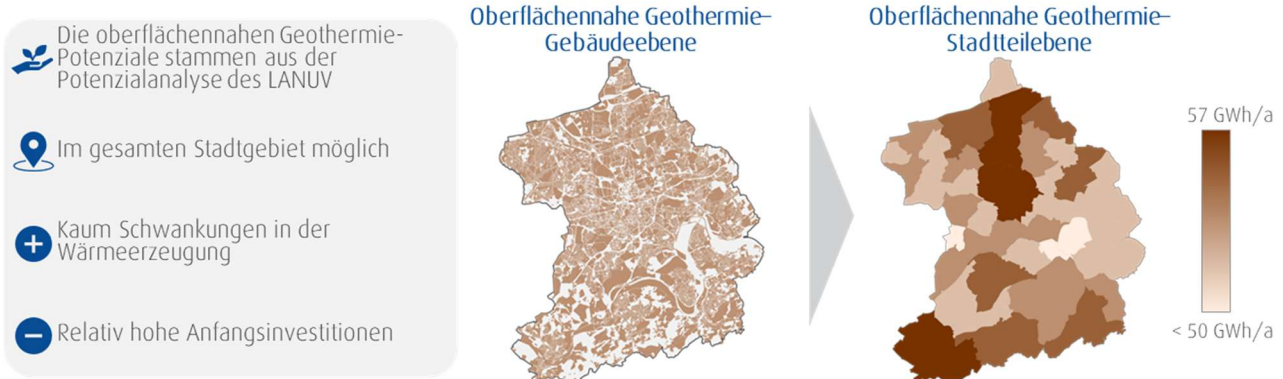 Die oberflächennahen Geothermie-
Potenziale stammen aus der
Potenzialanalyse des LANUV
Im gesamten Stadtgebiet möglich
Kaum Schwankungen in der
Wärmeerzeugung
Relativ hohe Anfangsinvestitionen
Oberflächennahe Geothermie–
Gebäudeebene
Oberflächennahe Geothermie–
Stadtteilebene
57 GWh/a
< 50 GWh/a